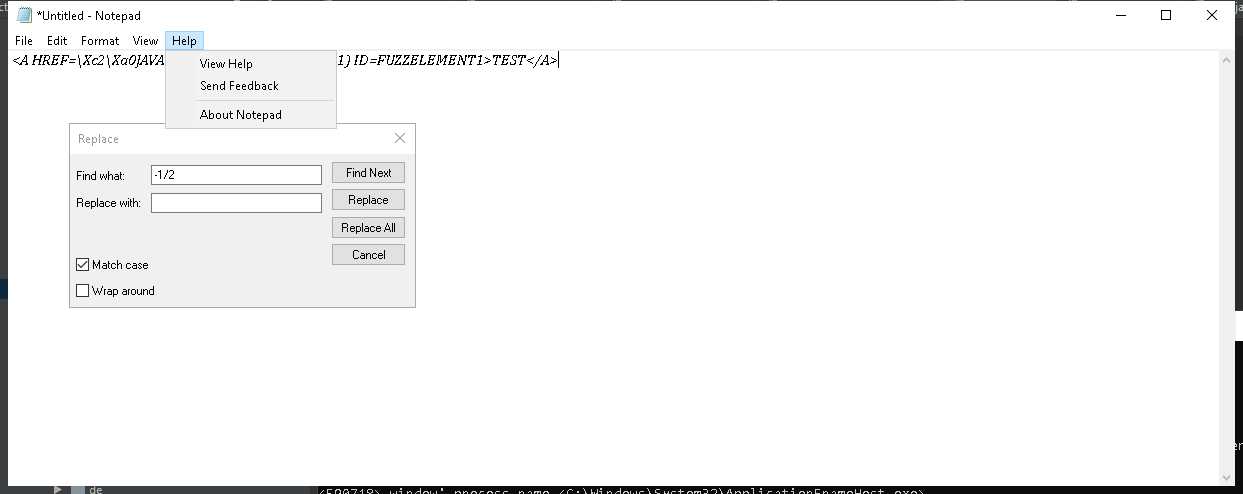 *Untitled - Notepad
File Edit Format View Help
<A HREF=\Xc2\Xa0JAVA 1) ID=FUZZELEMENT1>TEST</A>
View Help
Send Feedback
About Notepad
Replace
Find what: -1/2 Find Next
Replace with: Replace
Replace All
Cancel
Match case
Wrap around
de
window' process name <C:\Windows\System32\ApplicationFrameHost.exe>